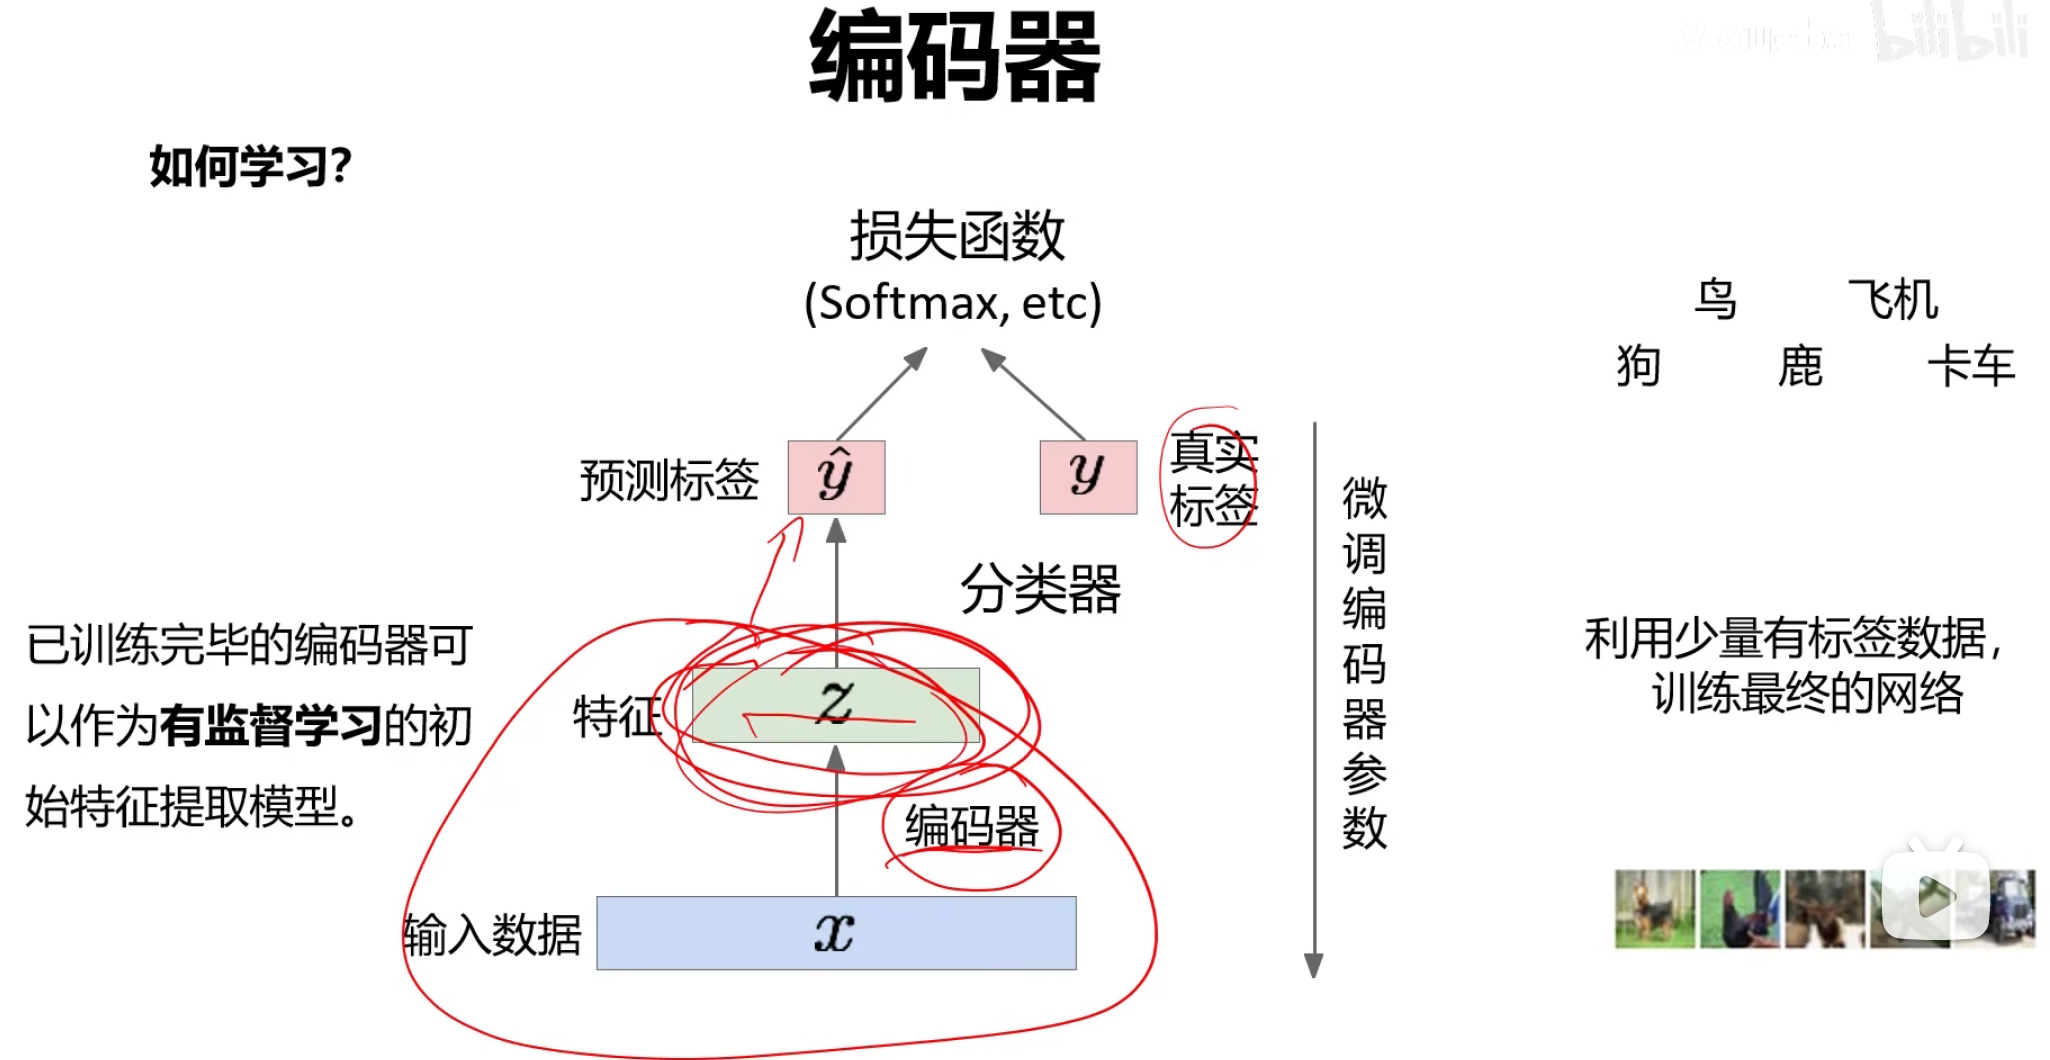 编码器
bilibili
如何学习？
损失函数
(Softmax, etc)
鸟 飞机
狗 鹿 卡车
预测标签 ŷ y 真实
标签
分类器
微
调
编
码
器
参
数
已训练完毕的编码器可
以作为有监督学习的初
始特征提取模型。
特征 z
编码器
输入数据 x
利用少量有标签数据，
训练最终的网络